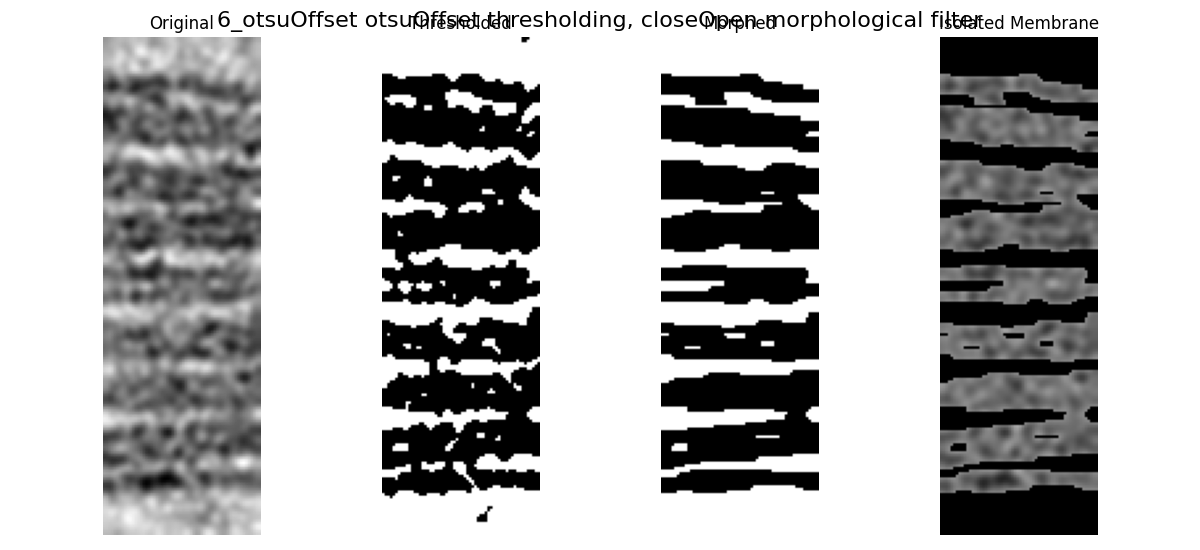 6_otsuOffset otsuOffset thresholding, closeOpen morphological filter
Original
Thresholded
Morphed
Isolated Membrane